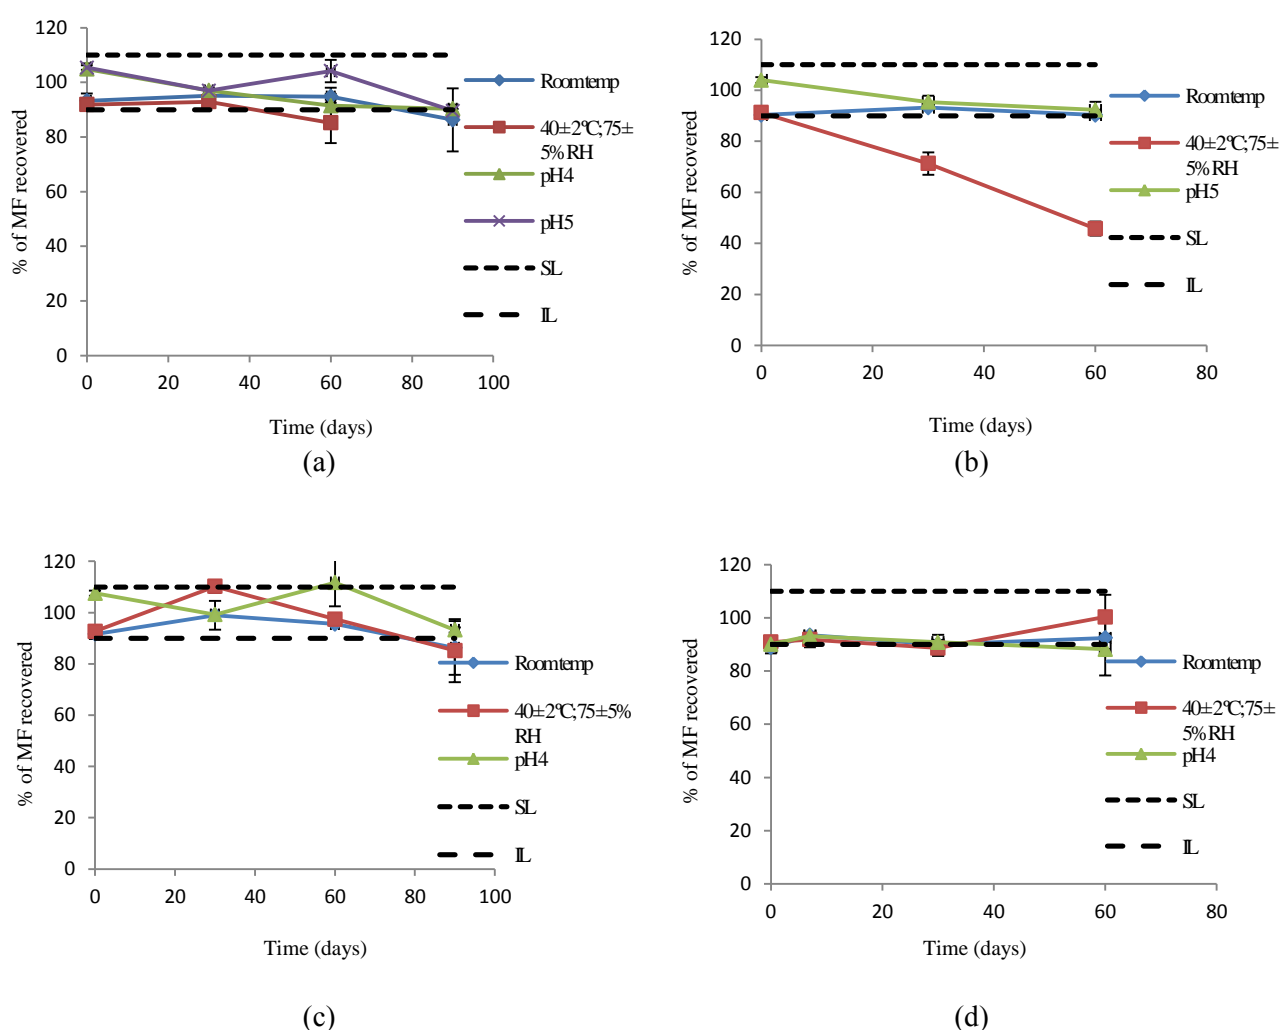 120
100
80
60
40
20
0
% of MF recovered
0 20 40 60 80 100
Time (days)
Roomtemp
40±2ºC;75±
5% RH
pH4
pH5
SL
IL
(a)
120
100
80
60
40
20
0
% of MF recovered
0 20 40 60 80
Time (days)
Roomtemp
40±2ºC;75±
5% RH
pH5
SL
IL
(b)
120
100
80
60
40
20
0
% of MF recovered
0 20 40 60 80 100
Time (days)
Roomtemp
40±2ºC;75±5%
RH
pH4
SL
IL
(c)
120
100
80
60
40
20
0
% of MF recovered
0 20 40 60 80
Time (days)
Roomtemp
40±2ºC;75±
5% RH
pH4
SL
IL
(d)